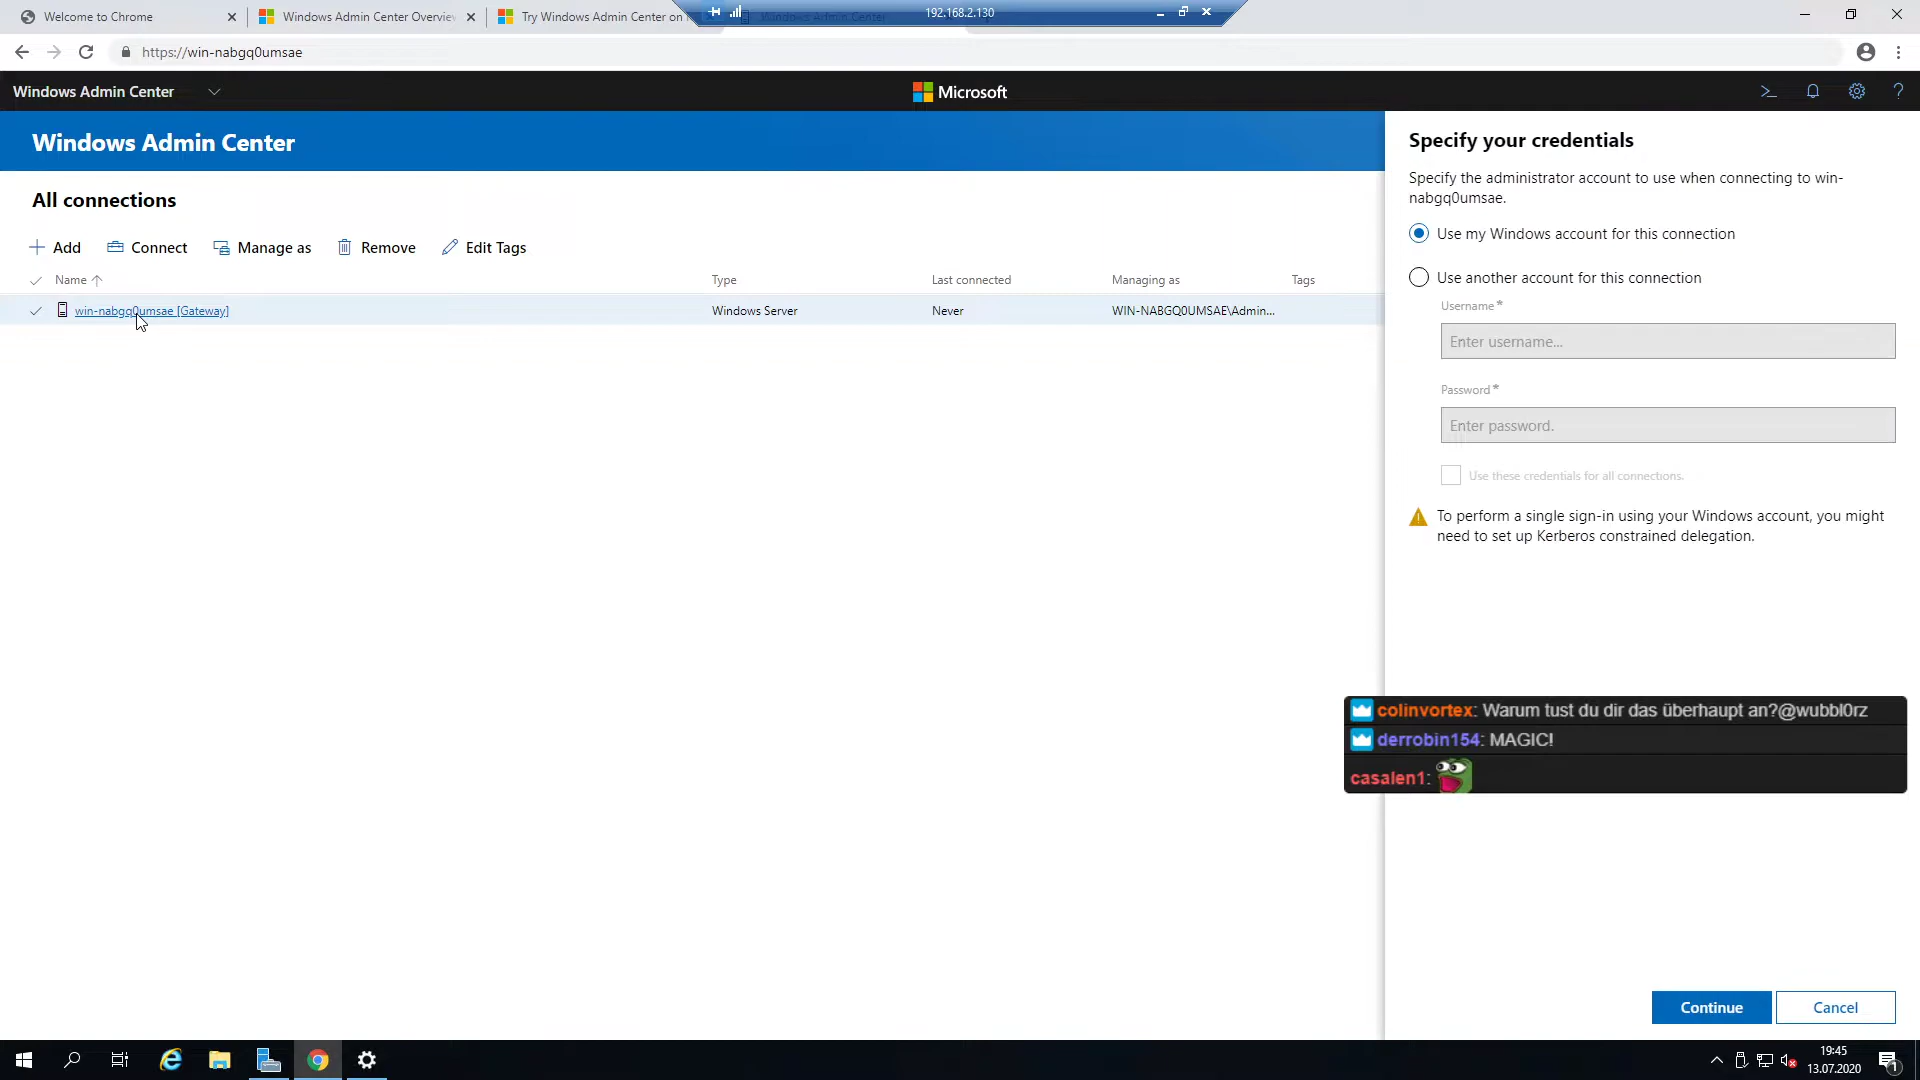 Welcome to Chrome
Windows Admin Center Overview
Try Windows Admin Center on
192.168.2.130
Windows Admin Center
https://win-nabgq0umsae
Windows Admin Center
Microsoft
Windows Admin Center
All connections
Add
Connect
Manage as
Remove
Edit Tags
Name
Type
Last connected
Managing as
Tags
win-nabgq0umsae [Gateway]
Windows Server
Never
WIN-NABGQ0UMSAE\Admin...
Specify your credentials
Specify the administrator account to use when connecting to win-
nabgq0umsae.
Use my Windows account for this connection
Use another account for this connection
Username*
Enter username...
Password*
Enter password.
Use these credentials for all connections.
To perform a single sign-in using your Windows account, you might
need to set up Kerberos constrained delegation.
colinvortex: Warum tust du dir das überhaupt an?@wubbl0rz
derrobin154: MAGIC!
casalen1:
Continue
Cancel
19:45
13.07.2020
1